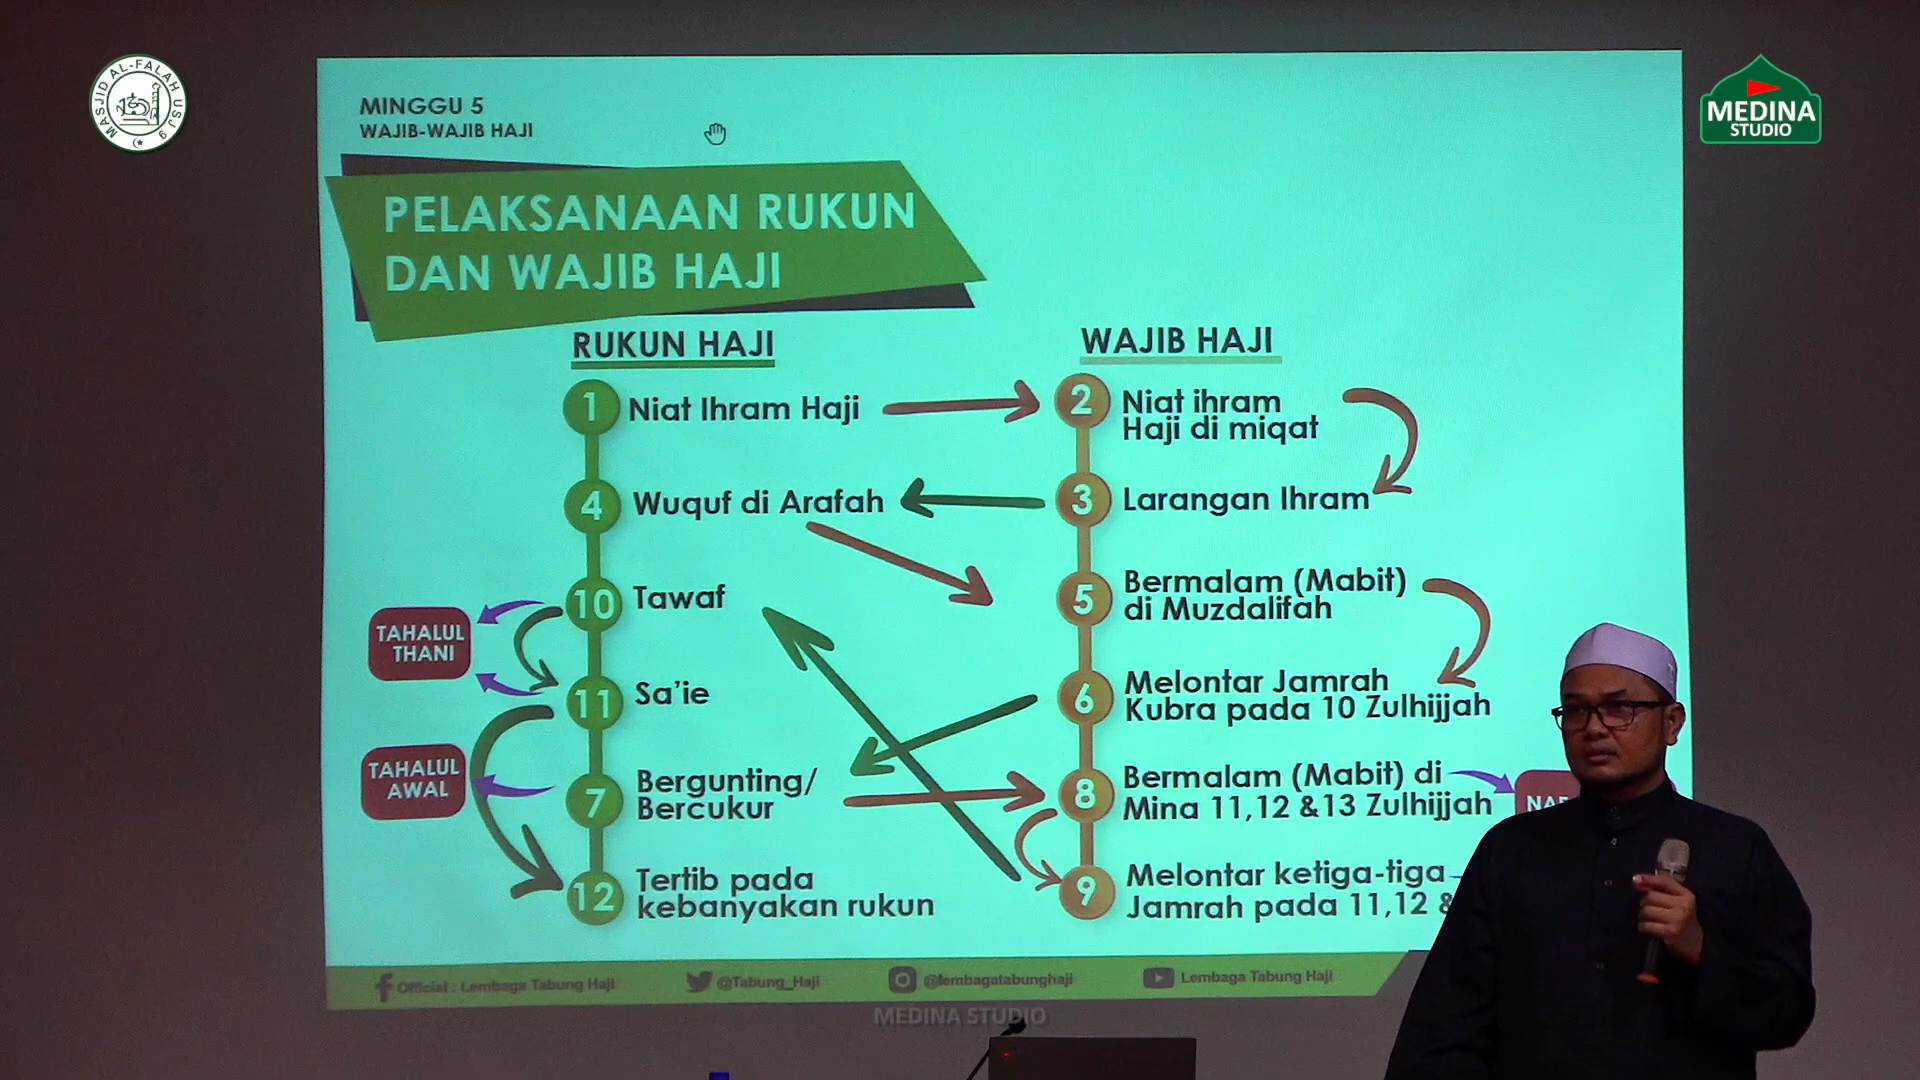 MASJID AL-FALAH USJ 9
MEDINA
STUDIO
MINGGU 5
WAJIB-WAJIB HAJI
PELAKSANAAN RUKUN
DAN WAJIB HAJI
RUKUN HAJI
1 Niat Ihram Haji
4 Wuquf di Arafah
10 Tawaf
TAHALUL
THANI
11 Sa'ie
TAHALUL
AWAL
7 Bergunting/
Bercukur
12 Tertib pada
kebanyakan rukun
WAJIB HAJI
2 Niat ihram
Haji di miqat
3 Larangan Ihram
5 Bermalam (Mabit)
di Muzdalifah
6 Melontar Jamrah
Kubra pada 10 Zulhijjah
8 Bermalam (Mabit) di
Mina 11,12 &13 Zulhijjah
9 Melontar ketiga-tiga
Jamrah pada 11,12 &
Official : Lembaga Tabung Haji
@Tabung_Haji
@lembagatabunghaji
Lembaga Tabung Haji
MEDINA STUDIO